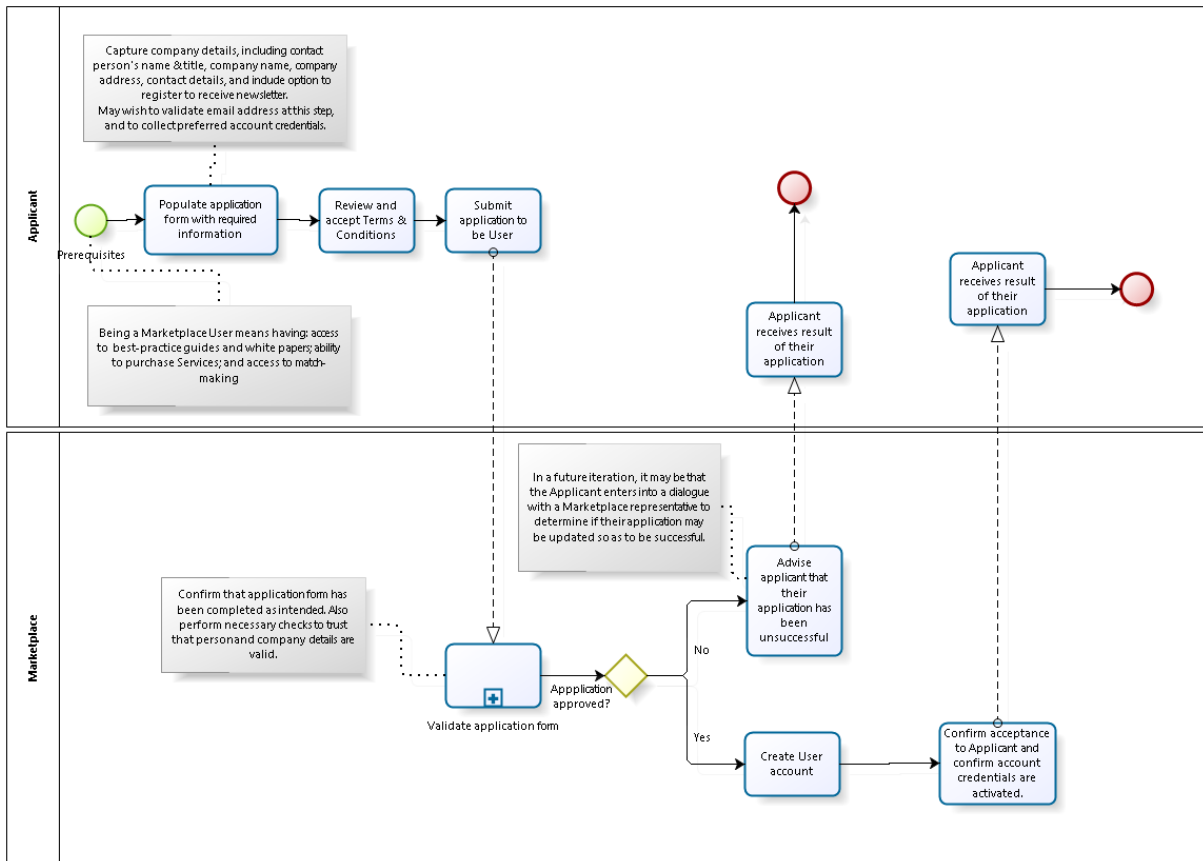 Applicant
Capture company details, including contact
person's name & title, company name, company
address, contact details, and include option to
register to receive newsletter.
May wish to validate email address at this step,
and to collect preferred account credentials.
Populate application
form with required
information
Review and
accept Terms &
Conditions
Submit
application to
be User
Prerequisites
Being a Marketplace User means having: access
to best-practice guides and white papers; ability
to purchase Services; and access to match-
making
Applicant
receives result
of their
application
Applicant
receives result
of their
application
Marketplace
In a future iteration, it may be that
the Applicant enters into a dialogue
with a Marketplace representative to
determine if their application may
be updated so as to be successful.
Advise
applicant that
their
application has
been
unsuccessful
Confirm that application form has
been completed as intended. Also
perform necessary checks to trust
that person and company details are
valid.
Validate application form
Appplication
approved?
No
Yes
Create User
account
Confirm acceptance
to Applicant and
confirm account
credentials are
activated.